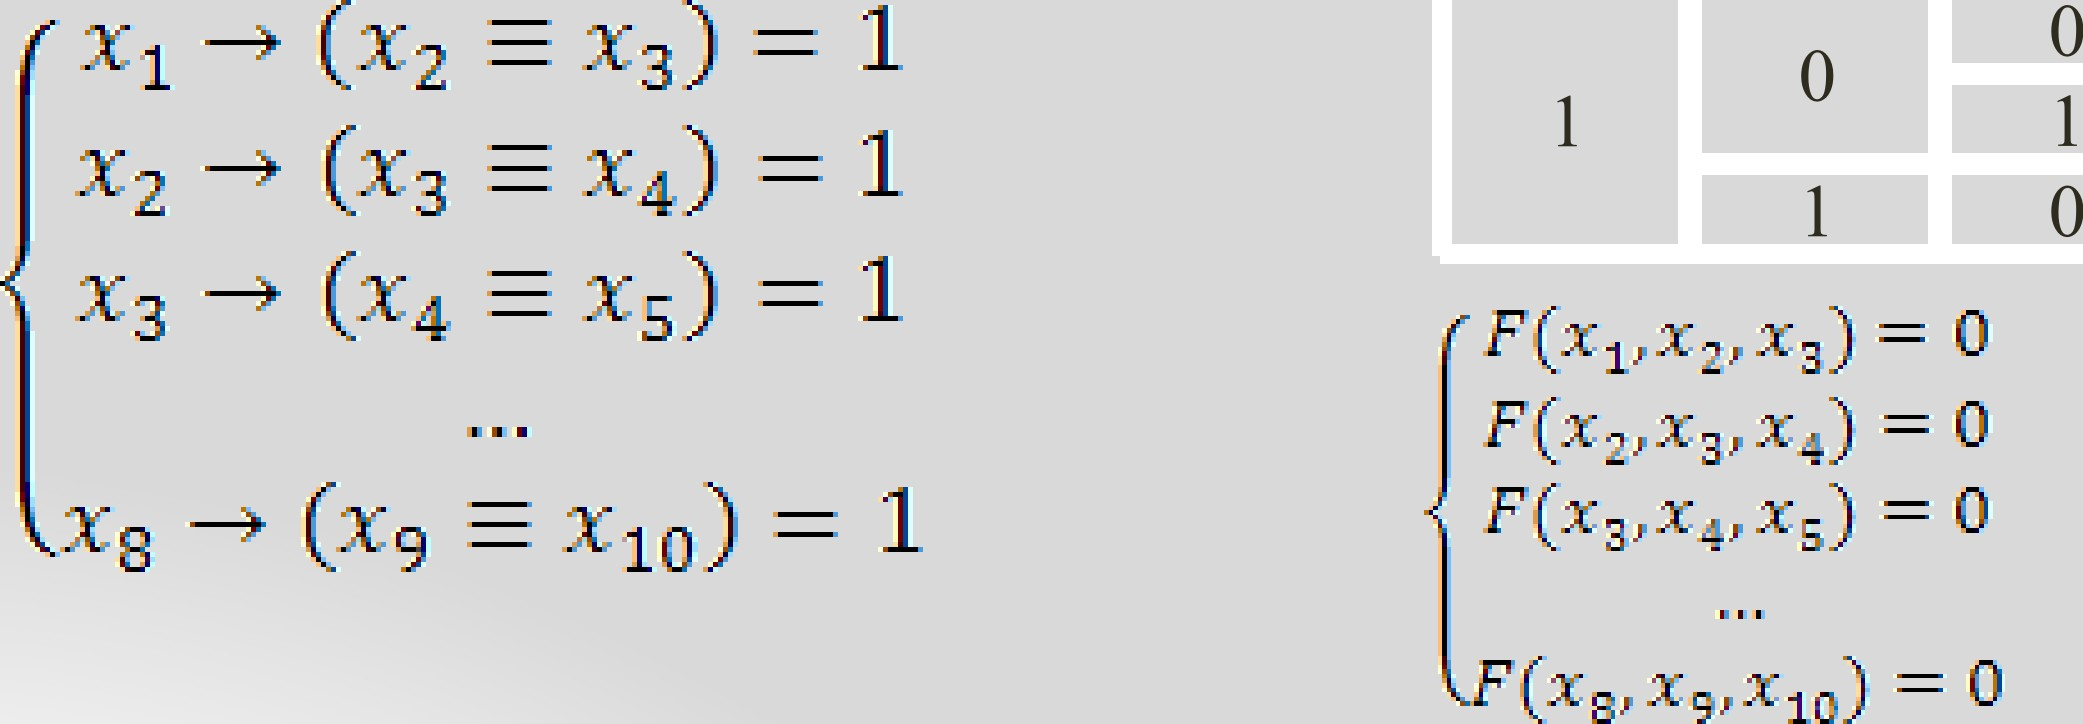 x₁ → (x₂ ≡ x₃) = 1
x₂ → (x₃ ≡ x₄) = 1
x₃ → (x₄ ≡ x₅) = 1
...
x₈ → (x₉ ≡ x₁₀) = 1
0
0
1
1
1
0
F(x₁, x₂, x₃) = 0
F(x₂, x₃, x₄) = 0
F(x₃, x₄, x₅) = 0
...
F(x₈, x₉, x₁₀) = 0